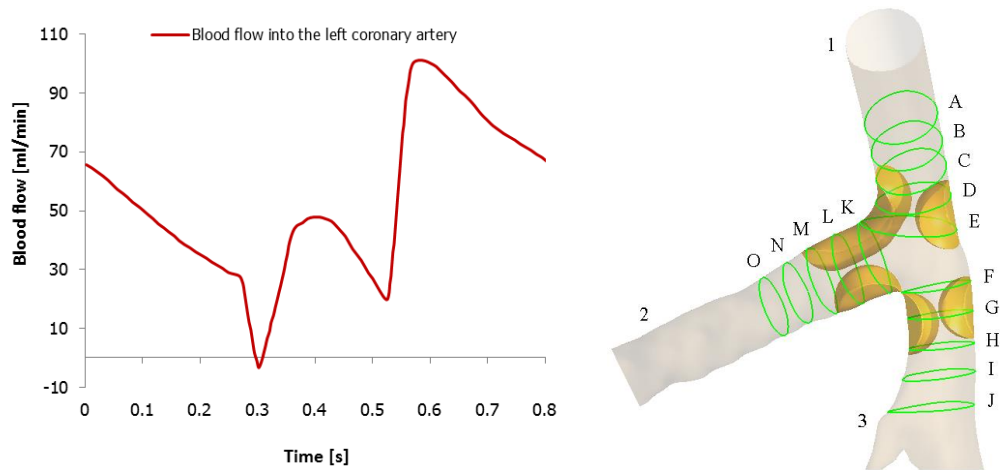 Blood flow into the left coronary artery
Blood flow [ml/min]
110
90
70
50
30
10
-10
0 0.1 0.2 0.3 0.4 0.5 0.6 0.7 0.8
Time [s]
1
A
B
C
D
E
K
L
M
N
O
F
G
H
I
J
2
3